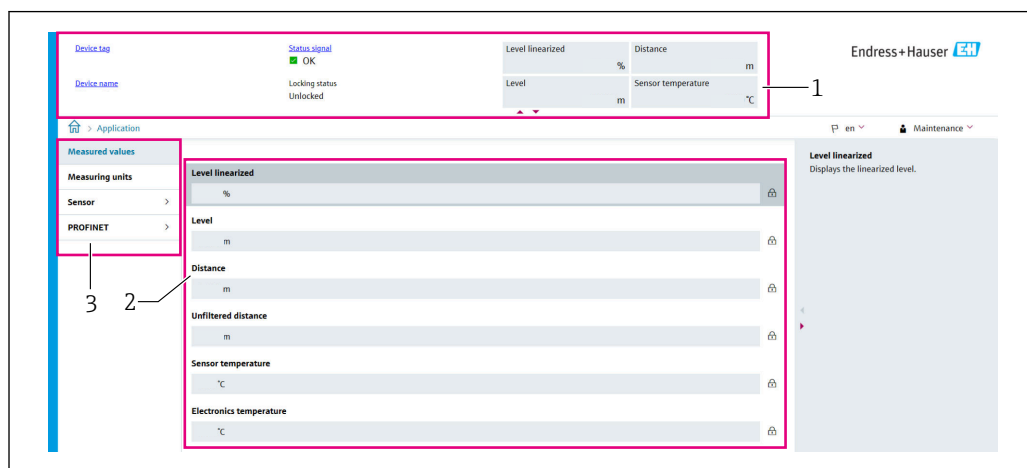 Device tag
Status signal
OK
Level linearized
%
Distance
m
Endress+Hauser EH
Device name
Locking status
Unlocked
Level
m
Sensor temperature
°C
1
> Application
en
Maintenance
Measured values
Measuring units
Sensor >
PROFINET >
3
2
Level linearized
%
Level
m
Distance
m
Unfiltered distance
m
Sensor temperature
°C
Electronics temperature
°C
Level linearized
Displays the linearized level.